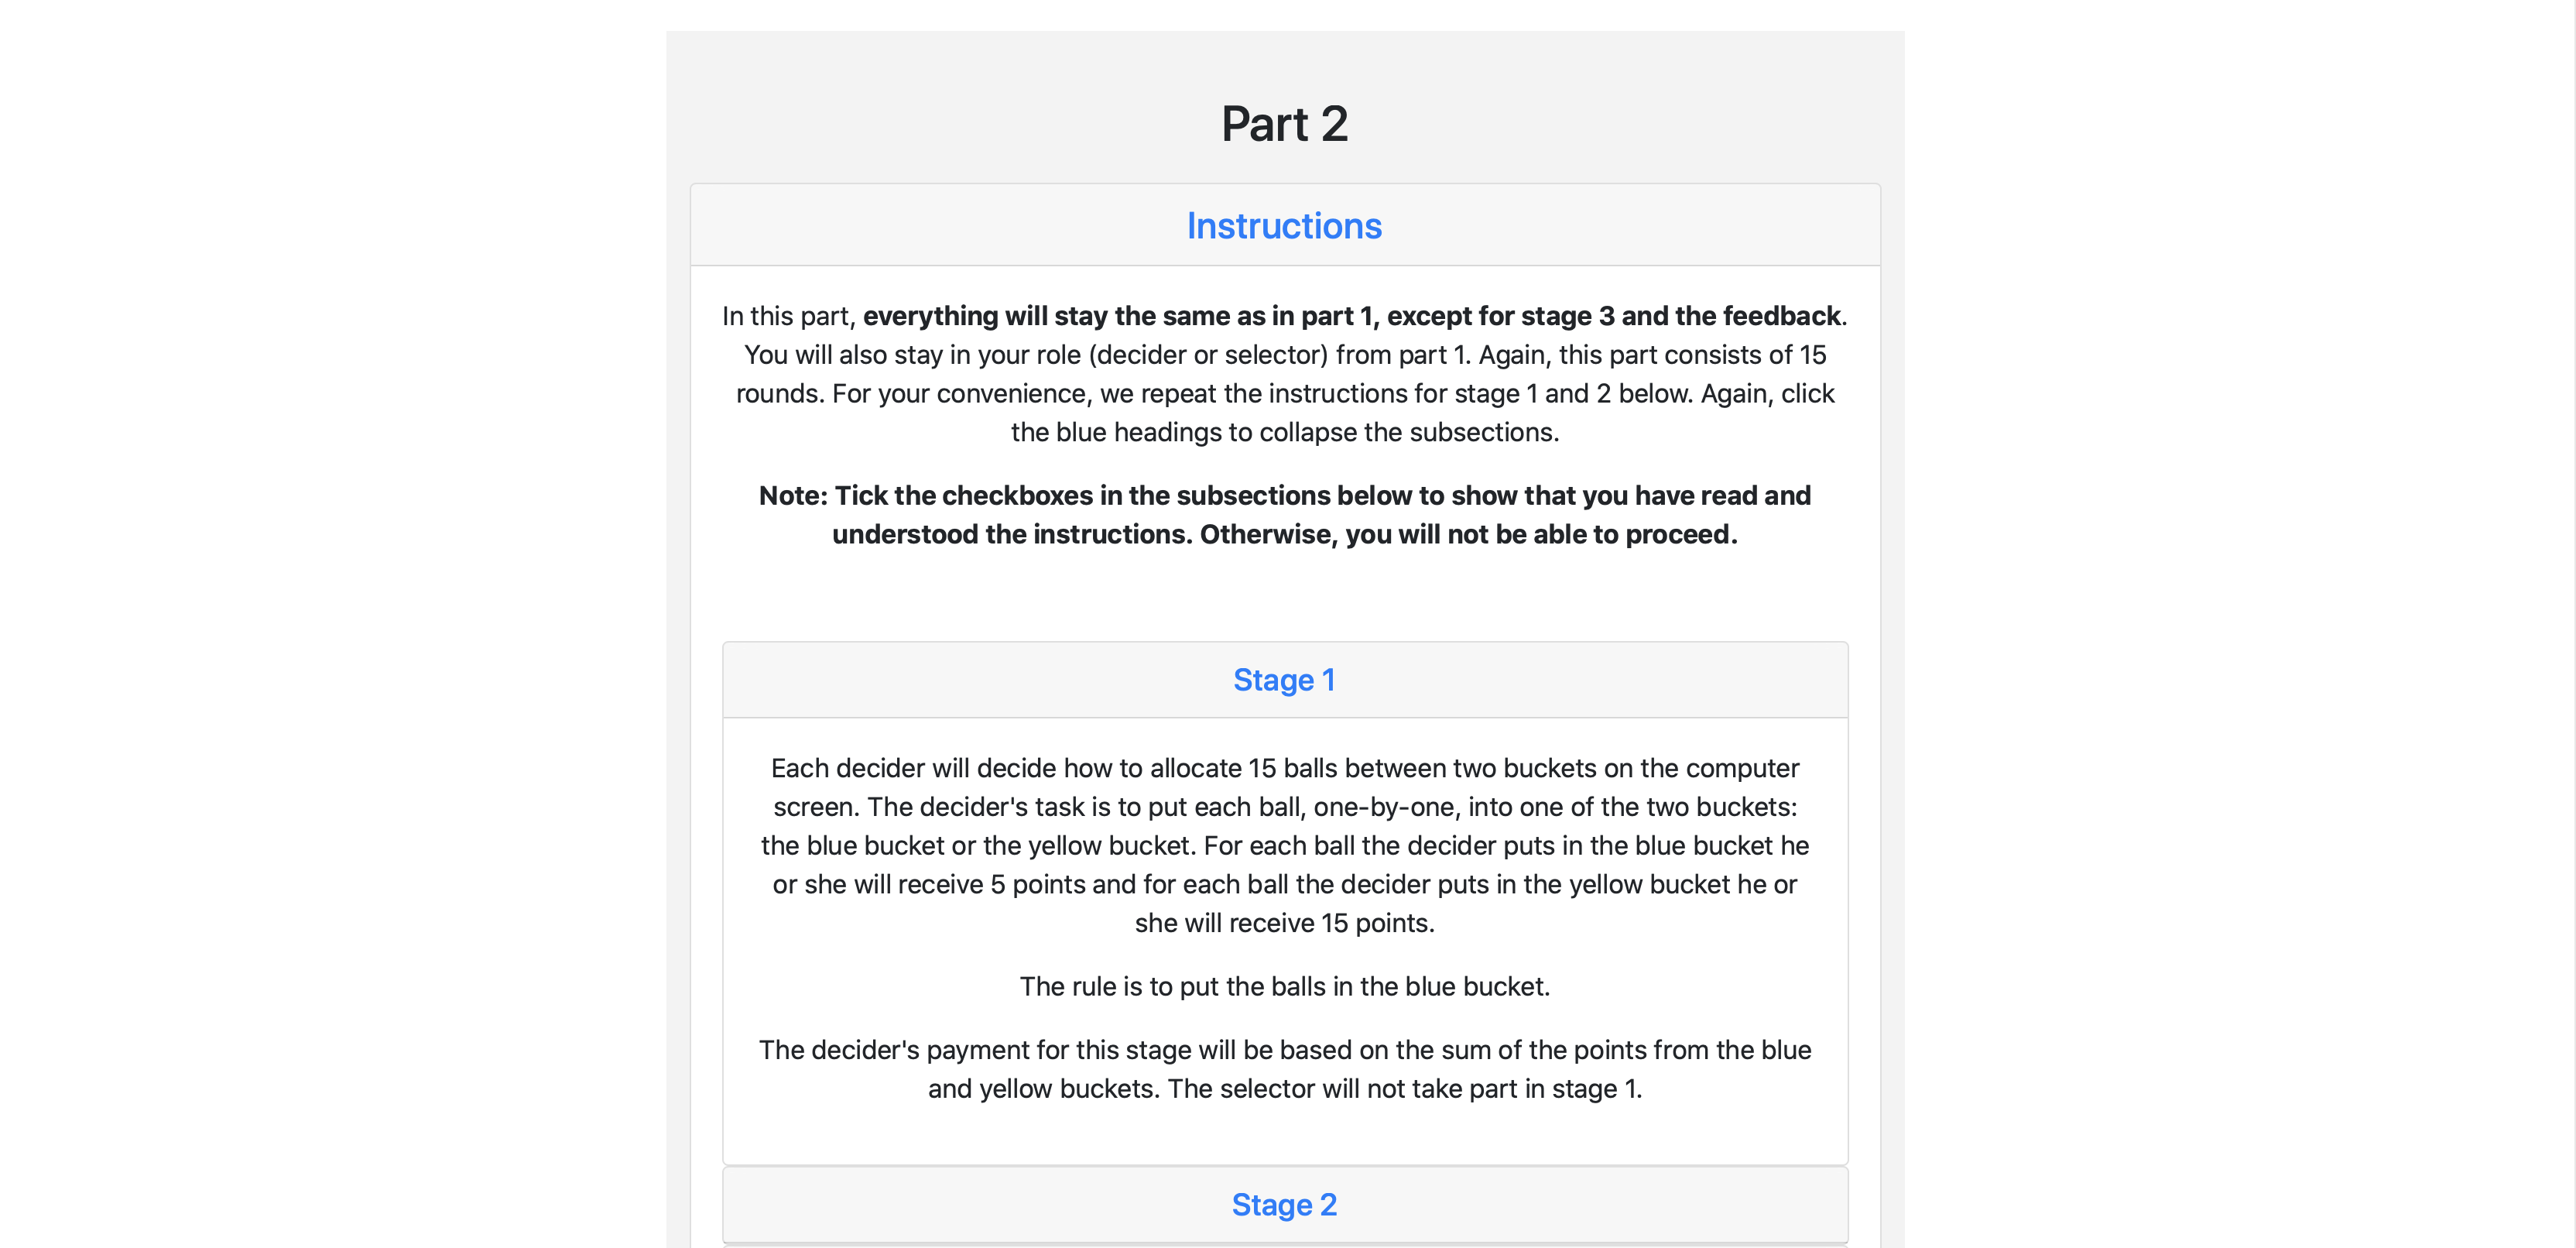 Part 2
Instructions
In this part, everything will stay the same as in part 1, except for stage 3 and the feedback.
You will also stay in your role (decider or selector) from part 1. Again, this part consists of 15
rounds. For your convenience, we repeat the instructions for stage 1 and 2 below. Again, click
the blue headings to collapse the subsections.
Note: Tick the checkboxes in the subsections below to show that you have read and
understood the instructions. Otherwise, you will not be able to proceed.
Stage 1
Each decider will decide how to allocate 15 balls between two buckets on the computer
screen. The decider's task is to put each ball, one-by-one, into one of the two buckets:
the blue bucket or the yellow bucket. For each ball the decider puts in the blue bucket he
or she will receive 5 points and for each ball the decider puts in the yellow bucket he or
she will receive 15 points.
The rule is to put the balls in the blue bucket.
The decider's payment for this stage will be based on the sum of the points from the blue
and yellow buckets. The selector will not take part in stage 1.
Stage 2